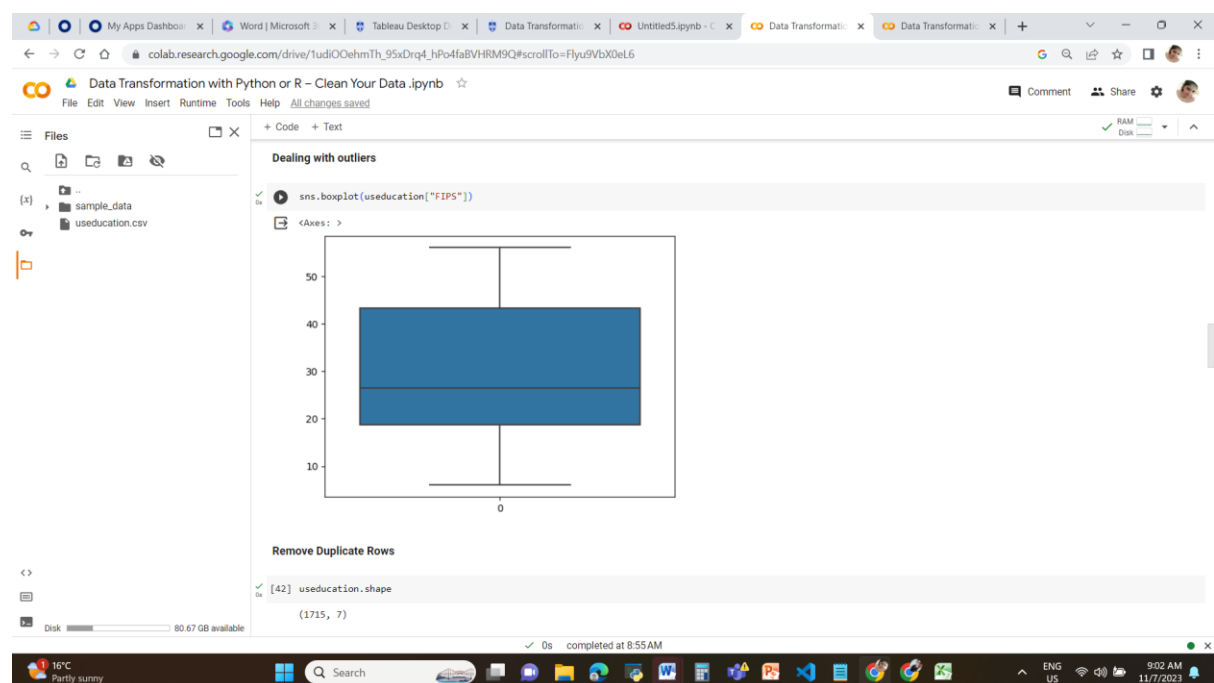 My Apps Dashboa
Word | Microsoft 3
Tableau Desktop D
Data Transformatio
Untitled5.ipynb - C
Data Transformatio
Data Transformatio
colab.research.google.com/drive/1udiOOehmTh_95xDrq4_hPo4faBVHRM9Q#scrollTo=Flyu9VbX0eL6
Data Transformation with Python or R – Clean Your Data .ipynb
File Edit View Insert Runtime Tools Help All changes saved
Comment Share
Files
+ Code + Text
RAM
Disk
..
sample_data
useducation.csv
{x}
Dealing with outliers
0s
sns.boxplot(useducation["FIPS"])
<Axes: >
50
40
30
20
10
0
Remove Duplicate Rows
0s
[42] useducation.shape
(1715, 7)
Disk 80.67 GB available
0s completed at 8:55 AM
1
16°C
Partly sunny
Search
ENG
US
9:02 AM
11/7/2023